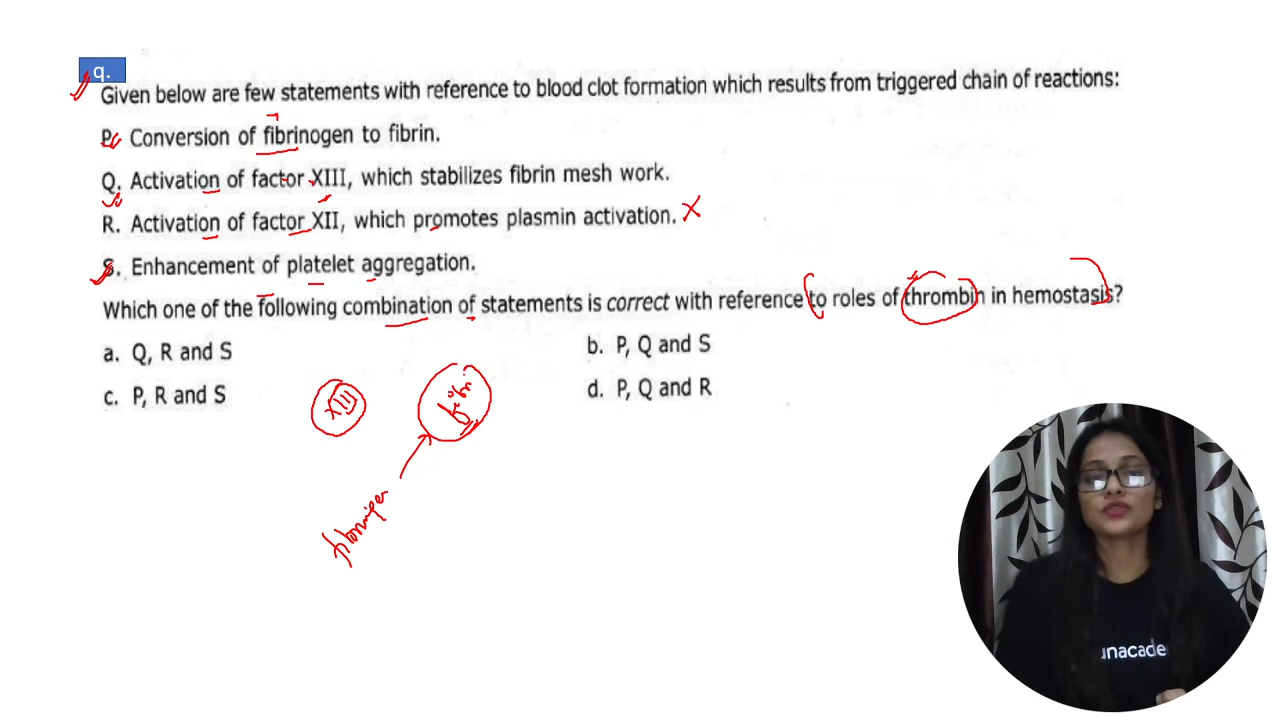 q.
Given below are few statements with reference to blood clot formation which results from triggered chain of reactions:
P. Conversion of fibrinogen to fibrin.
Q. Activation of factor XIII, which stabilizes fibrin mesh work.
R. Activation of factor XII, which promotes plasmin activation. X
S. Enhancement of platelet aggregation.
Which one of the following combination of statements is correct with reference to roles of thrombin in hemostasis?
a. Q, R and S
b. P, Q and S
c. P, R and S
d. P, Q and R
XIII
unacade